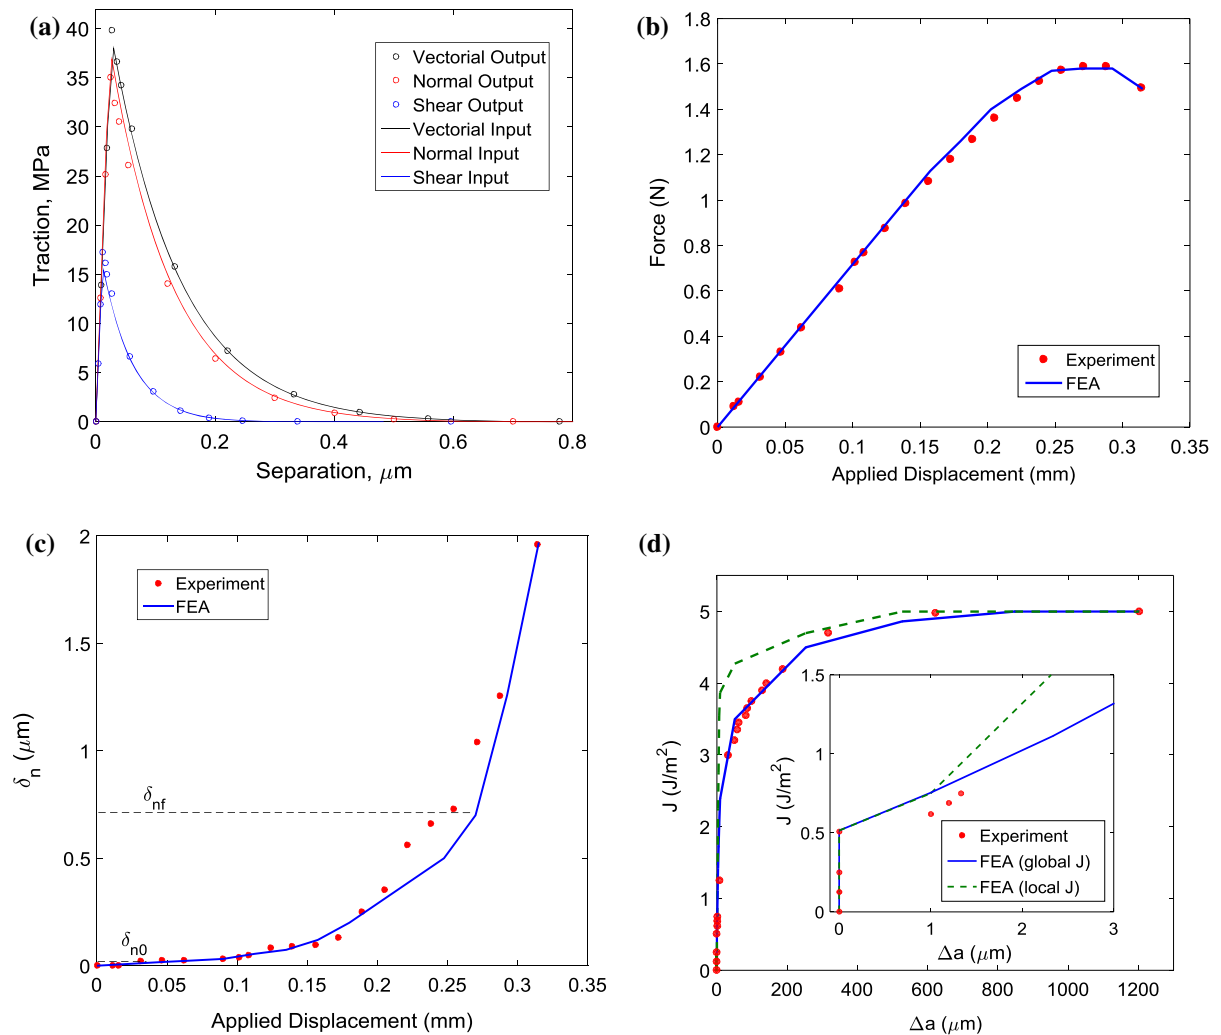 (a)
Traction, MPa
40
35
30
25
20
15
10
5
0
0 0.2 0.4 0.6 0.8
Separation, μm
Vectorial Output
Normal Output
Shear Output
Vectorial Input
Normal Input
Shear Input
(b)
Force (N)
1.8
1.6
1.4
1.2
1
0.8
0.6
0.4
0.2
0
0 0.05 0.1 0.15 0.2 0.25 0.3 0.35
Applied Displacement (mm)
Experiment
FEA
(c)
δn (μm)
2
1.5
1
0.5
0
0 0.05 0.1 0.15 0.2 0.25 0.3 0.35
Applied Displacement (mm)
Experiment
FEA
δnf
δn0
(d)
J (J/m²)
5
4
3
2
1
0
0 200 400 600 800 1000 1200
Δa (μm)
J (J/m²)
1.5
1
0.5
0
0 1 2 3
Δa (μm)
Experiment
FEA (global J)
FEA (local J)